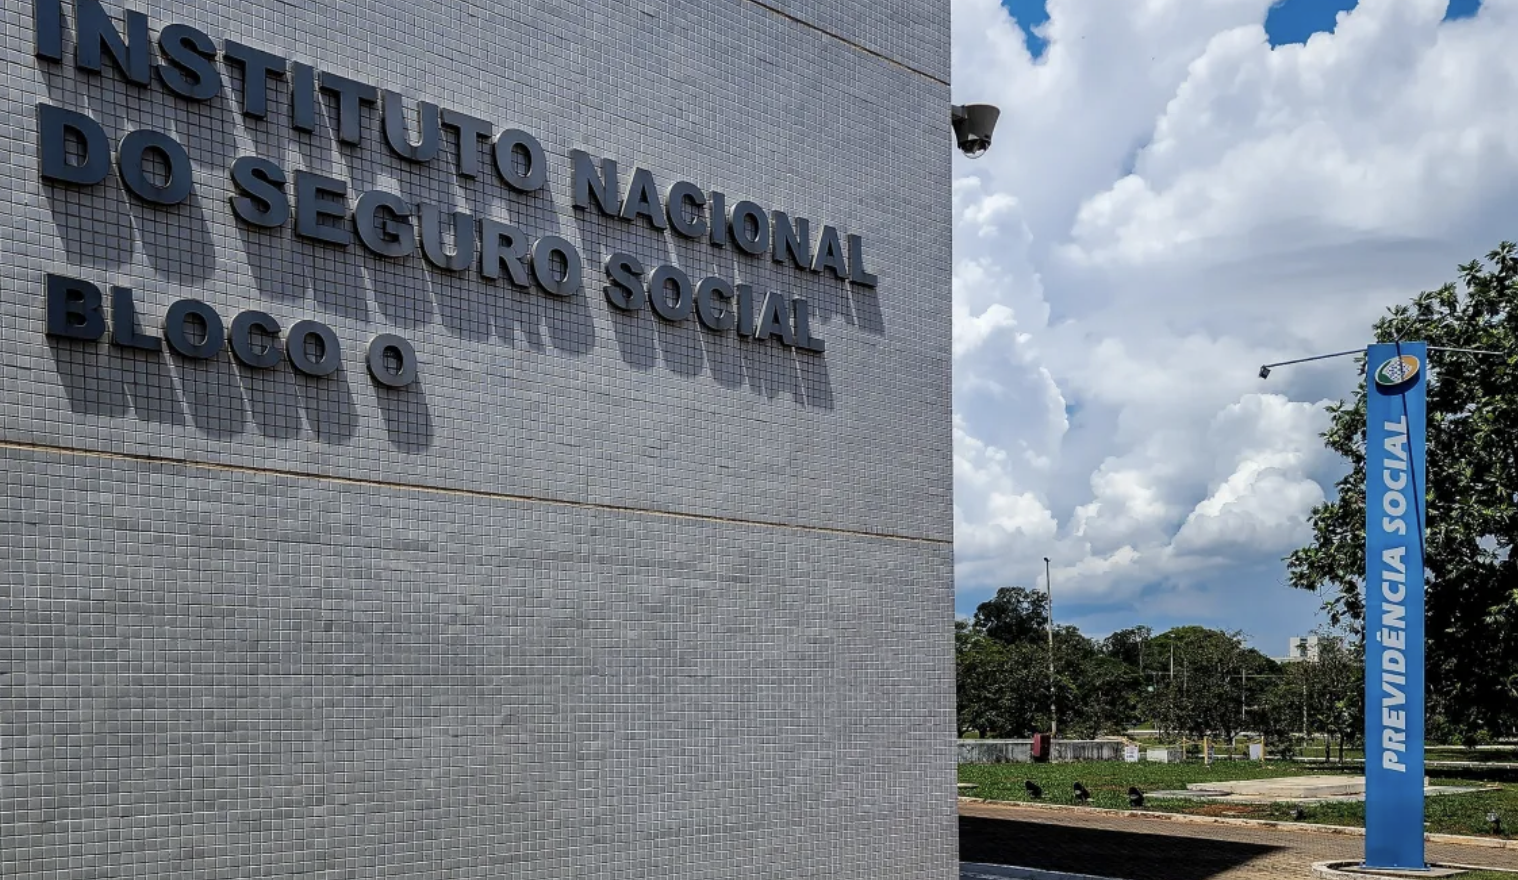 INSTITUTO NACIONAL
DO SEGURO SOCIAL
BLOCO O
PREVIDÊNCIA SOCIAL